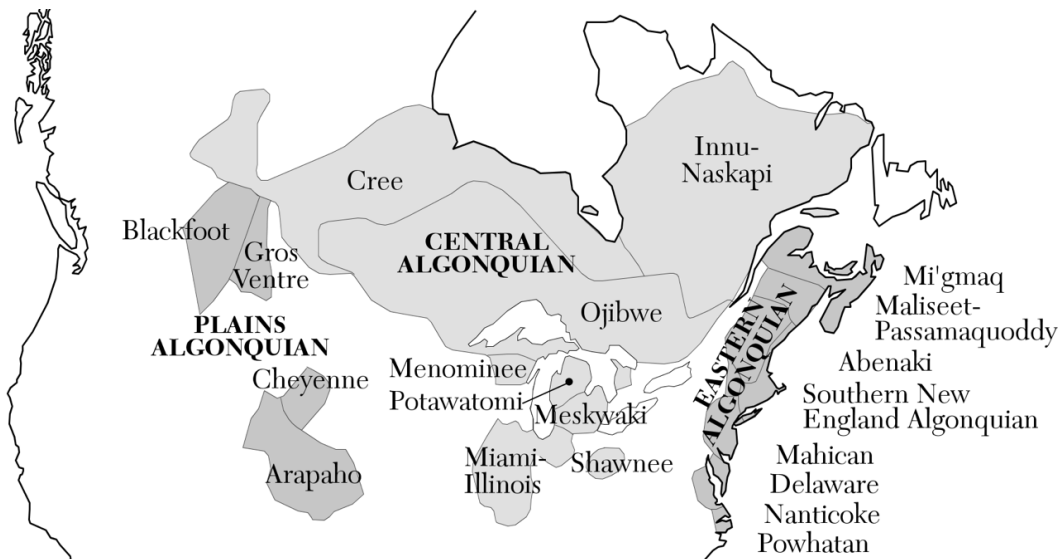 Innu-
Naskapi
Cree
Blackfoot
Gros
Ventre
CENTRAL
ALGONQUIAN
Ojibwe
PLAINS
ALGONQUIAN
Cheyenne
Arapaho
Menominee
Potawatomi
Meskwaki
Miami-
Illinois
Shawnee
EASTERN
ALGONQUIAN
Mi'gmaq
Maliseet-
Passamaquoddy
Abenaki
Southern New
England Algonquian
Mahican
Delaware
Nanticoke
Powhatan